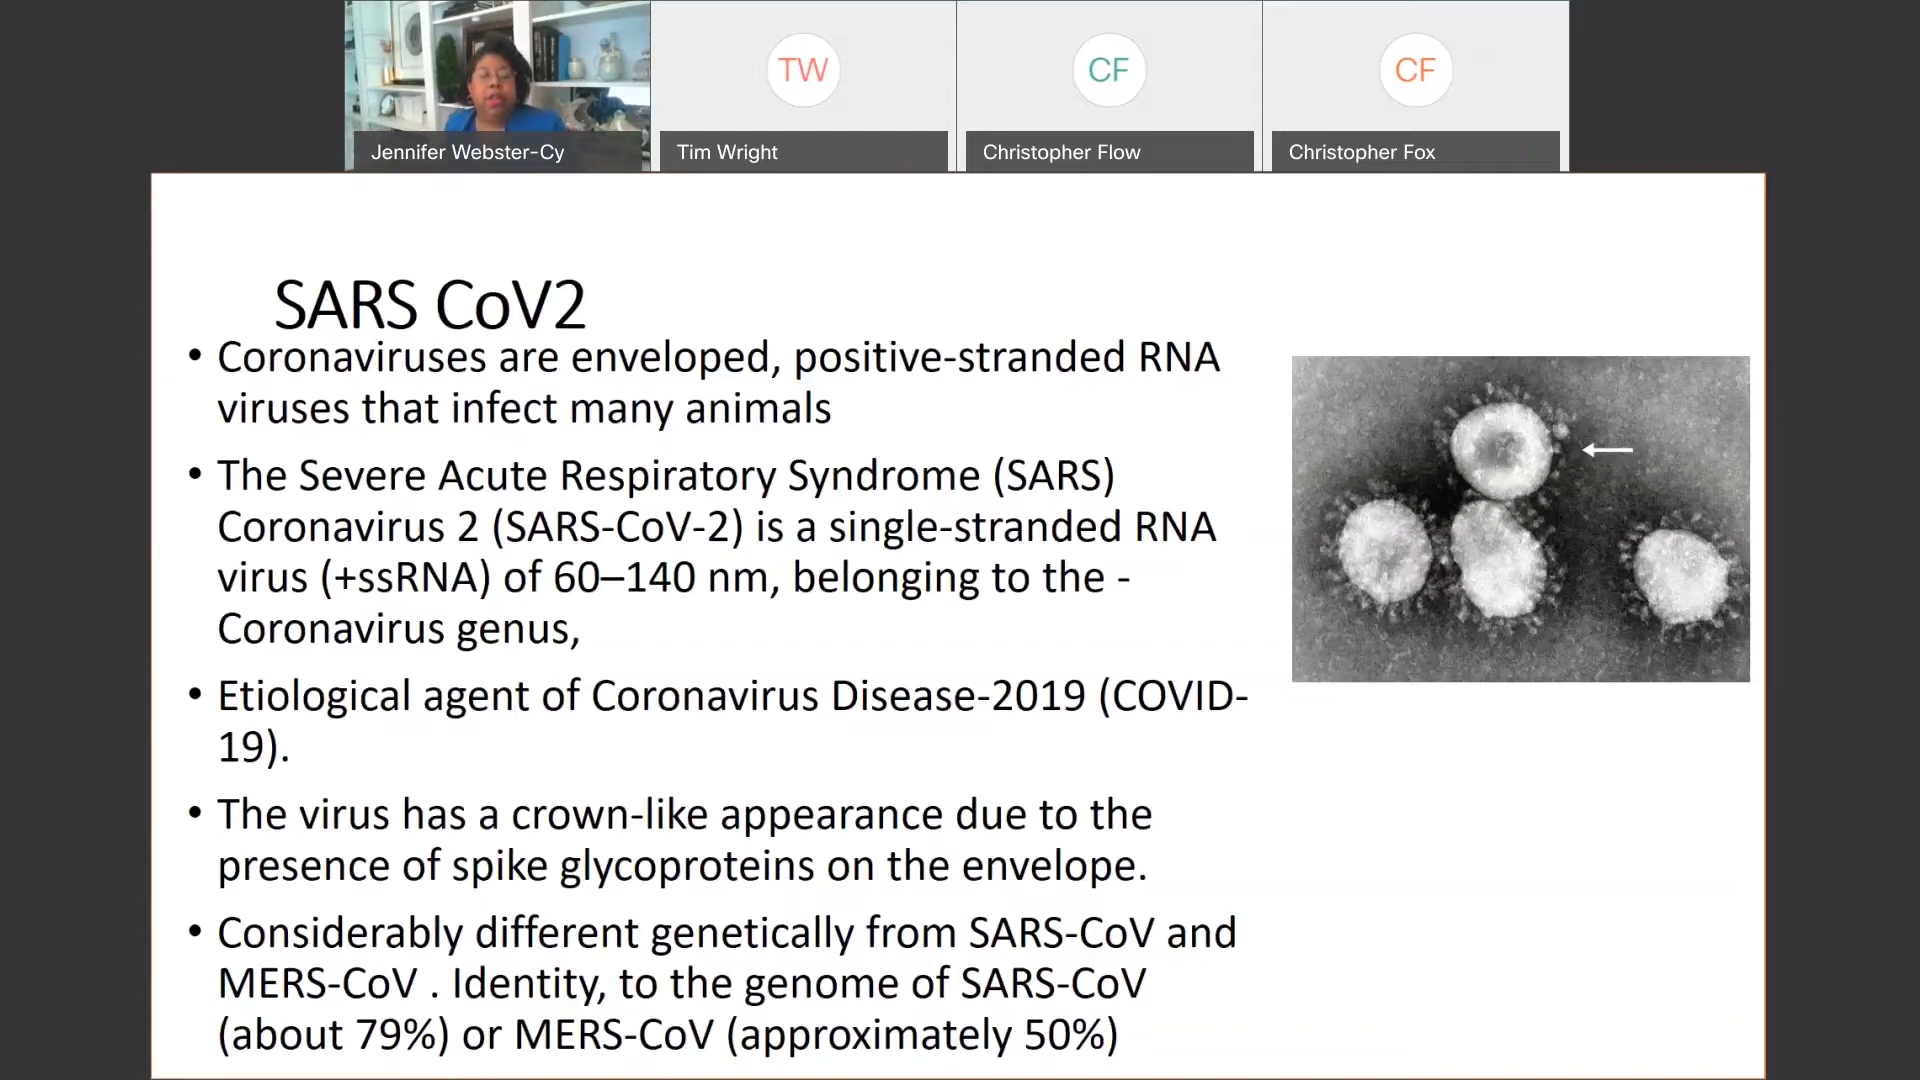 TW
CF
CF
Jennifer Webster-Cy
Tim Wright
Christopher Flow
Christopher Fox
SARS CoV2
• Coronaviruses are enveloped, positive-stranded RNA
viruses that infect many animals
• The Severe Acute Respiratory Syndrome (SARS)
Coronavirus 2 (SARS-CoV-2) is a single-stranded RNA
virus (+ssRNA) of 60–140 nm, belonging to the -
Coronavirus genus,
• Etiological agent of Coronavirus Disease-2019 (COVID-
19).
• The virus has a crown-like appearance due to the
presence of spike glycoproteins on the envelope.
• Considerably different genetically from SARS-CoV and
MERS-CoV . Identity, to the genome of SARS-CoV
(about 79%) or MERS-CoV (approximately 50%)